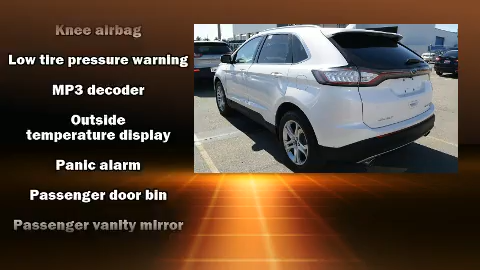 Knee airbag
Low tire pressure warning
MP3 decoder
Outside
temperature display
Panic alarm
Passenger door bin
Passenger vanity mirror